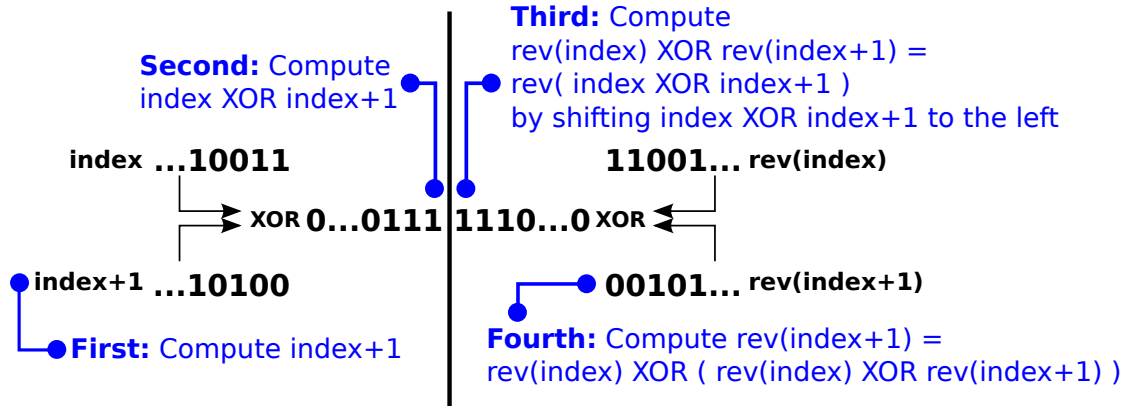 Third: Compute
rev(index) XOR rev(index+1) =
rev( index XOR index+1 )
by shifting index XOR index+1 to the left
Second: Compute
index XOR index+1
index ...10011
11001... rev(index)
XOR 0...0111 1110...0 XOR
index+1 ...10100
00101... rev(index+1)
First: Compute index+1
Fourth: Compute rev(index+1) =
rev(index) XOR ( rev(index) XOR rev(index+1) )